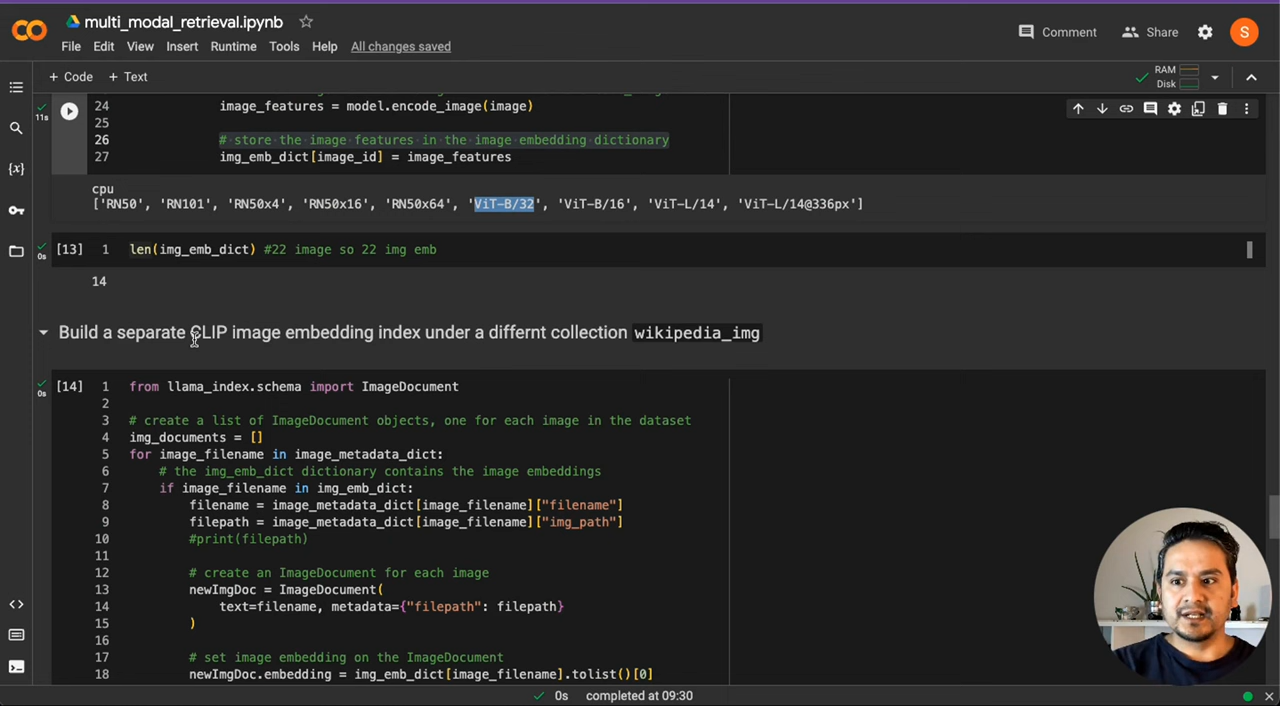 multi_modal_retrieval.ipynb
File Edit View Insert Runtime Tools Help All changes saved
Comment Share S
+ Code + Text
RAM
Disk
11s
24 image_features = model.encode_image(image)
25
26 # store the image features in the image embedding dictionary
27 img_emb_dict[image_id] = image_features
cpu
['RN50', 'RN101', 'RN50x4', 'RN50x16', 'RN50x64', 'ViT-B/32', 'ViT-B/16', 'ViT-L/14', 'ViT-L/14@336px']
0s [13] 1 len(img_emb_dict) #22 image so 22 img emb
14
Build a separate CLIP image embedding index under a differnt collection wikipedia_img
0s [14] 1 from llama_index.schema import ImageDocument
2
3 # create a list of ImageDocument objects, one for each image in the dataset
4 img_documents = []
5 for image_filename in image_metadata_dict:
6 # the img_emb_dict dictionary contains the image embeddings
7 if image_filename in img_emb_dict:
8 filename = image_metadata_dict[image_filename]["filename"]
9 filepath = image_metadata_dict[image_filename]["img_path"]
10 #print(filepath)
11
12 # create an ImageDocument for each image
13 newImgDoc = ImageDocument(
14 text=filename, metadata={"filepath": filepath}
15 )
16
17 # set image embedding on the ImageDocument
18 newImgDoc.embedding = img_emb_dict[image_filename].tolist()[0]
0s completed at 09:30